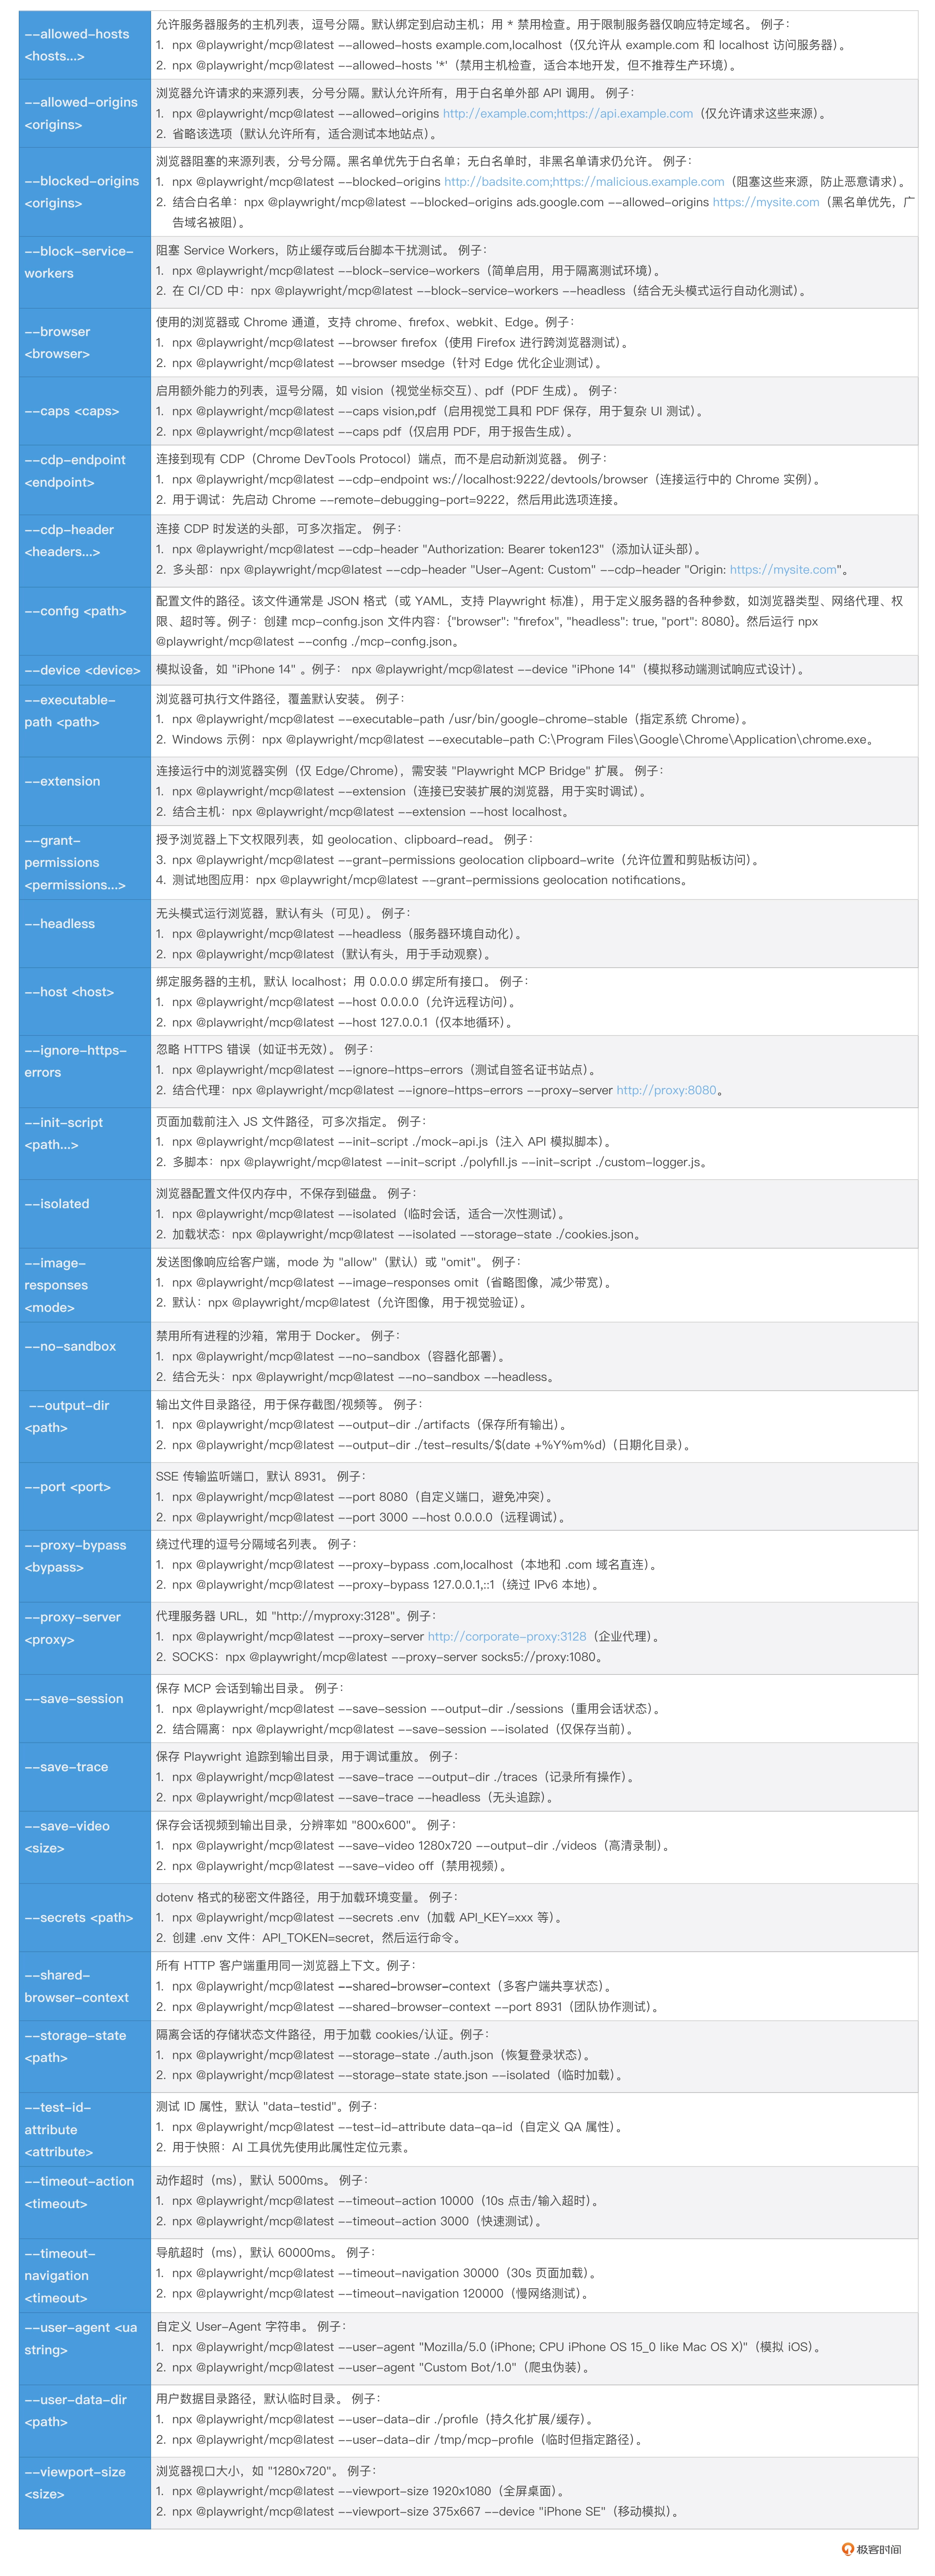 --allowed-hosts <hosts...>
允许服务器服务的主机列表，逗号分隔。默认绑定到启动主机；用 * 禁用检查。用于限制服务器仅响应特定域名。 例子：
1. npx @playwright/mcp@latest --allowed-hosts example.com,localhost（仅允许从 example.com 和 localhost 访问服务器）。
2. npx @playwright/mcp@latest --allowed-hosts '*'（禁用主机检查，适合本地开发，但不推荐生产环境）。
--allowed-origins <origins>
浏览器允许请求的来源列表，分号分隔。默认允许所有，用于白名单外部 API 调用。 例子：
1. npx @playwright/mcp@latest --allowed-origins http://example.com;https://api.example.com（仅允许请求这些来源）。
2. 省略该选项（默认允许所有，适合测试本地站点）。
--blocked-origins <origins>
浏览器阻塞的来源列表，分号分隔。黑名单优先于白名单；无白名单时，非黑名单请求仍允许。 例子：
1. npx @playwright/mcp@latest --blocked-origins http://badsite.com;https://malicious.example.com（阻塞这些来源，防止恶意请求）。
2. 结合白名单：npx @playwright/mcp@latest --blocked-origins ads.google.com --allowed-origins https://mysite.com（黑名单优先，广
告域名被阻）。
--block-service-workers
阻塞 Service Workers，防止缓存或后台脚本干扰测试。 例子：
1. npx @playwright/mcp@latest --block-service-workers（简单启用，用于隔离测试环境）。
2. 在 CI/CD 中：npx @playwright/mcp@latest --block-service-workers --headless（结合无头模式运行自动化测试）。
--browser <browser>
使用的浏览器或 Chrome 通道，支持 chrome、firefox、webkit、Edge。例子：
1. npx @playwright/mcp@latest --browser firefox（使用 Firefox 进行跨浏览器测试）。
2. npx @playwright/mcp@latest --browser msedge（针对 Edge 优化企业测试）。
--caps <caps>
启用额外能力的列表，逗号分隔，如 vision（视觉坐标交互）、pdf（PDF 生成）。 例子：
1. npx @playwright/mcp@latest --caps vision,pdf（启用视觉工具和 PDF 保存，用于复杂 UI 测试）。
2. npx @playwright/mcp@latest --caps pdf（仅启用 PDF，用于报告生成）。
--cdp-endpoint <endpoint>
连接到现有 CDP（Chrome DevTools Protocol）端点，而不是启动新浏览器。 例子：
1. npx @playwright/mcp@latest --cdp-endpoint ws://localhost:9222/devtools/browser（连接运行中的 Chrome 实例）。
2. 用于调试：先启动 Chrome --remote-debugging-port=9222，然后用此选项连接。
--cdp-header <headers...>
连接 CDP 时发送的头部，可多次指定。 例子：
1. npx @playwright/mcp@latest --cdp-header "Authorization: Bearer token123"（添加认证头部）。
2. 多头部：npx @playwright/mcp@latest --cdp-header "User-Agent: Custom" --cdp-header "Origin: https://mysite.com"。
--config <path>
配置文件的路径。该文件通常是 JSON 格式（或 YAML，支持 Playwright 标准），用于定义服务器的各种参数，如浏览器类型、网络代理、权
限、超时等。例子：创建 mcp-config.json 文件内容：{"browser": "firefox", "headless": true, "port": 8080}。然后运行 npx
@playwright/mcp@latest --config ./mcp-config.json。
--device <device>
模拟设备，如 "iPhone 14" 。例子： npx @playwright/mcp@latest --device "iPhone 14"（模拟移动端测试响应式设计）。
--executable-path <path>
浏览器可执行文件路径，覆盖默认安装。 例子：
1. npx @playwright/mcp@latest --executable-path /usr/bin/google-chrome-stable（指定系统 Chrome）。
2. Windows 示例：npx @playwright/mcp@latest --executable-path C:\Program Files\Google\Chrome\Application\chrome.exe。
--extension
连接运行中的浏览器实例（仅 Edge/Chrome），需安装 "Playwright MCP Bridge" 扩展。 例子：
1. npx @playwright/mcp@latest --extension（连接已安装扩展的浏览器，用于实时调试）。
2. 结合主机：npx @playwright/mcp@latest --extension --host localhost。
--grant-permissions <permissions...>
授予浏览器上下文权限列表，如 geolocation、clipboard-read。 例子：
3. npx @playwright/mcp@latest --grant-permissions geolocation clipboard-write（允许位置和剪贴板访问）。
4. 测试地图应用：npx @playwright/mcp@latest --grant-permissions geolocation notifications。
--headless
无头模式运行浏览器，默认有头（可见）。 例子：
1. npx @playwright/mcp@latest --headless（服务器环境自动化）。
2. npx @playwright/mcp@latest（默认有头，用于手动观察）。
--host <host>
绑定服务器的主机，默认 localhost；用 0.0.0.0 绑定所有接口。 例子：
1. npx @playwright/mcp@latest --host 0.0.0.0（允许远程访问）。
2. npx @playwright/mcp@latest --host 127.0.0.1（仅本地循环）。
--ignore-https-errors
忽略 HTTPS 错误（如证书无效）。 例子：
1. npx @playwright/mcp@latest --ignore-https-errors（测试自签名证书站点）。
2. 结合代理：npx @playwright/mcp@latest --ignore-https-errors --proxy-server http://proxy:8080。
--init-script <path...>
页面加载前注入 JS 文件路径，可多次指定。 例子：
1. npx @playwright/mcp@latest --init-script ./mock-api.js（注入 API 模拟脚本）。
2. 多脚本：npx @playwright/mcp@latest --init-script ./polyfill.js --init-script ./custom-logger.js。
--isolated
浏览器配置文件仅内存中，不保存到磁盘。 例子：
1. npx @playwright/mcp@latest --isolated（临时会话，适合一次性测试）。
2. 加载状态：npx @playwright/mcp@latest --isolated --storage-state ./cookies.json。
--image-responses <mode>
发送图像响应给客户端，mode 为 "allow"（默认）或 "omit"。 例子：
1. npx @playwright/mcp@latest --image-responses omit（省略图像，减少带宽）。
2. 默认：npx @playwright/mcp@latest（允许图像，用于视觉验证）。
--no-sandbox
禁用所有进程的沙箱，常用于 Docker。 例子：
1. npx @playwright/mcp@latest --no-sandbox（容器化部署）。
2. 结合无头：npx @playwright/mcp@latest --no-sandbox --headless。
--output-dir <path>
输出文件目录路径，用于保存截图/视频等。 例子：
1. npx @playwright/mcp@latest --output-dir ./artifacts（保存所有输出）。
2. npx @playwright/mcp@latest --output-dir ./test-results/$(date +%Y%m%d)（日期化目录）。
--port <port>
SSE 传输监听端口，默认 8931。 例子：
1. npx @playwright/mcp@latest --port 8080（自定义端口，避免冲突）。
2. npx @playwright/mcp@latest --port 3000 --host 0.0.0.0（远程调试）。
--proxy-bypass <bypass>
绕过代理的逗号分隔域名列表。 例子：
1. npx @playwright/mcp@latest --proxy-bypass .com,localhost（本地和 .com 域名直连）。
2. npx @playwright/mcp@latest --proxy-bypass 127.0.0.1,::1（绕过 IPv6 本地）。
--proxy-server <proxy>
代理服务器 URL，如 "http://myproxy:3128"。例子：
1. npx @playwright/mcp@latest --proxy-server http://corporate-proxy:3128（企业代理）。
2. SOCKS：npx @playwright/mcp@latest --proxy-server socks5://proxy:1080。
--save-session
保存 MCP 会话到输出目录。 例子：
1. npx @playwright/mcp@latest --save-session --output-dir ./sessions（重用会话状态）。
2. 结合隔离：npx @playwright/mcp@latest --save-session --isolated（仅保存当前）。
--save-trace
保存 Playwright 追踪到输出目录，用于调试重放。 例子：
1. npx @playwright/mcp@latest --save-trace --output-dir ./traces（记录所有操作）。
2. npx @playwright/mcp@latest --save-trace --headless（无头追踪）。
--save-video <size>
保存会话视频到输出目录，分辨率如 "800x600"。 例子：
1. npx @playwright/mcp@latest --save-video 1280x720 --output-dir ./videos（高清录制）。
2. npx @playwright/mcp@latest --save-video off（禁用视频）。
--secrets <path>
dotenv 格式的秘密文件路径，用于加载环境变量。 例子：
1. npx @playwright/mcp@latest --secrets .env（加载 API_KEY=xxx 等）。
2. 创建 .env 文件：API_TOKEN=secret，然后运行命令。
--shared-browser-context
所有 HTTP 客户端重用同一浏览器上下文。例子：
1. npx @playwright/mcp@latest --shared-browser-context（多客户端共享状态）。
2. npx @playwright/mcp@latest --shared-browser-context --port 8931（团队协作测试）。
--storage-state <path>
隔离会话的存储状态文件路径，用于加载 cookies/认证。例子：
1. npx @playwright/mcp@latest --storage-state ./auth.json（恢复登录状态）。
2. npx @playwright/mcp@latest --storage-state state.json --isolated（临时加载）。
--test-id-attribute <attribute>
测试 ID 属性，默认 "data-testid"。例子：
1. npx @playwright/mcp@latest --test-id-attribute data-qa-id（自定义 QA 属性）。
2. 用于快照：AI 工具优先使用此属性定位元素。
--timeout-action <timeout>
动作超时（ms），默认 5000ms。 例子：
1. npx @playwright/mcp@latest --timeout-action 10000（10s 点击/输入超时）。
2. npx @playwright/mcp@latest --timeout-action 3000（快速测试）。
--timeout-navigation <timeout>
导航超时（ms），默认 60000ms。 例子：
1. npx @playwright/mcp@latest --timeout-navigation 30000（30s 页面加载）。
2. npx @playwright/mcp@latest --timeout-navigation 120000（慢网络测试）。
--user-agent <ua string>
自定义 User-Agent 字符串。 例子：
1. npx @playwright/mcp@latest --user-agent "Mozilla/5.0 (iPhone; CPU iPhone OS 15_0 like Mac OS X)"（模拟 iOS）。
2. npx @playwright/mcp@latest --user-agent "Custom Bot/1.0"（爬虫伪装）。
--user-data-dir <path>
用户数据目录路径，默认临时目录。 例子：
1. npx @playwright/mcp@latest --user-data-dir ./profile（持久化扩展/缓存）。
2. npx @playwright/mcp@latest --user-data-dir /tmp/mcp-profile（临时但指定路径）。
--viewport-size <size>
浏览器视口大小，如 "1280x720"。 例子：
1. npx @playwright/mcp@latest --viewport-size 1920x1080（全屏桌面）。
2. npx @playwright/mcp@latest --viewport-size 375x667 --device "iPhone SE"（移动模拟）。
极客时间